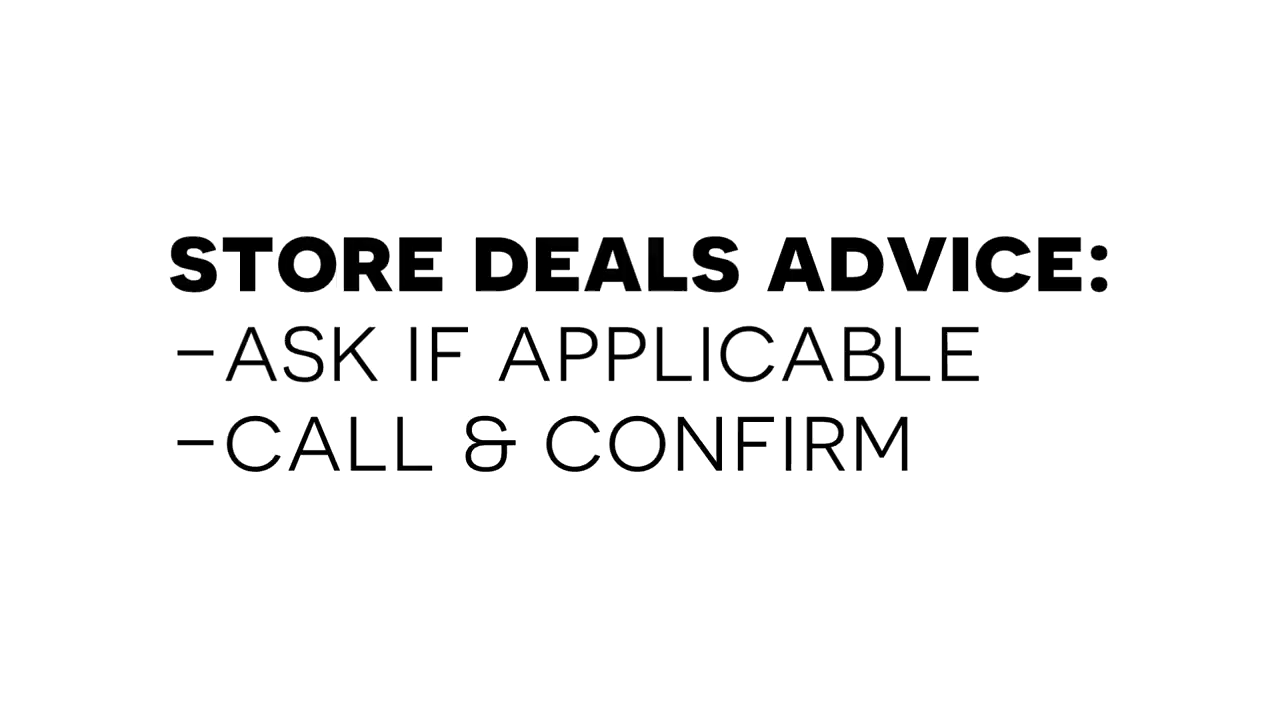 STORE DEALS ADVICE:
-ASK IF APPLICABLE
-CALL & CONFIRM